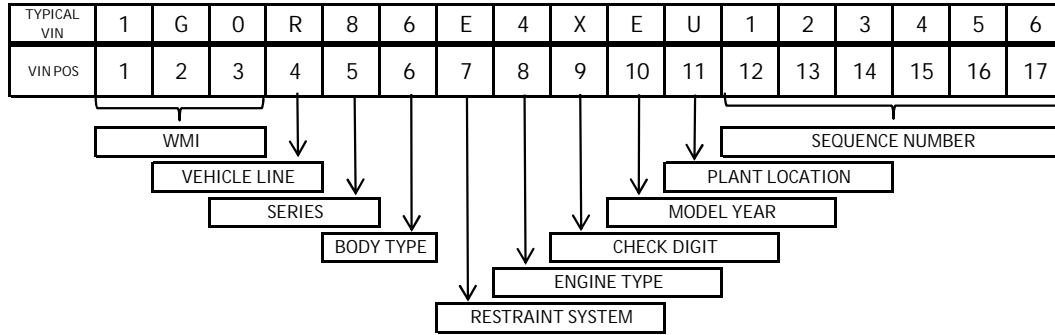 TYPICAL VIN 1 G 0 R 8 6 E 4 X E U 1 2 3 4 5 6
VIN POS 1 2 3 4 5 6 7 8 9 10 11 12 13 14 15 16 17
WMI SEQUENCE NUMBER
VEHICLE LINE PLANT LOCATION
SERIES MODEL YEAR
BODY TYPE CHECK DIGIT
ENGINE TYPE
RESTRAINT SYSTEM